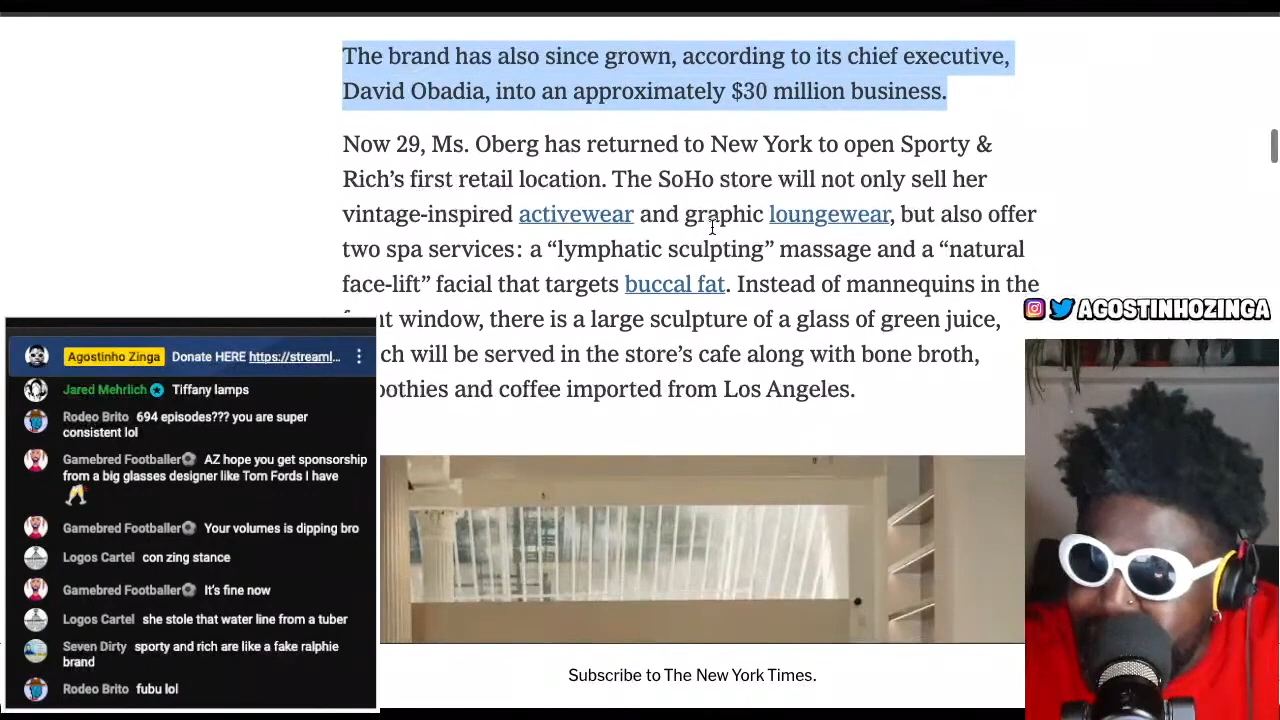 The brand has also since grown, according to its chief executive,
David Obadia, into an approximately $30 million business.
Now 29, Ms. Oberg has returned to New York to open Sporty &
Rich’s first retail location. The SoHo store will not only sell her
vintage-inspired activewear and graphic loungewear, but also offer
two spa services: a “lymphatic sculpting” massage and a “natural
face-lift” facial that targets buccal fat. Instead of mannequins in the
window, there is a large sculpture of a glass of green juice,
will be served in the store’s cafe along with bone broth,
and coffee imported from Los Angeles.
Subscribe to The New York Times.
Agostinho Zinga Donate HERE https://streaml...
Jared Mehrlich Tiffany lamps
Rodeo Brito 694 episodes??? you are super
consistent lol
Gamebred Footballer AZ hope you get sponsorship
from a big glasses designer like Tom Fords I have
Gamebred Footballer Your volumes is dipping bro
Logos Cartel con zing stance
Gamebred Footballer It’s fine now
Logos Cartel she stole that water line from a tuber
Seven Dirty sporty and rich are like a fake ralphie
brand
Rodeo Brito fubu lol
AGOSTINHOZINGA